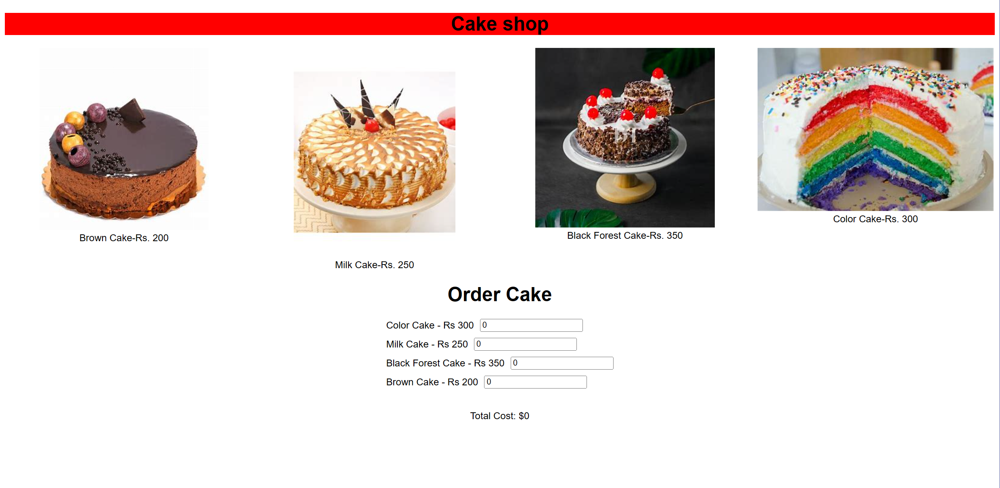 Cake shop
Brown Cake-Rs. 200
Milk Cake-Rs. 250
Black Forest Cake-Rs. 350
Color Cake-Rs. 300
Order Cake
Color Cake - Rs 300 0
Milk Cake - Rs 250 0
Black Forest Cake - Rs 350 0
Brown Cake - Rs 200 0
Total Cost: $0